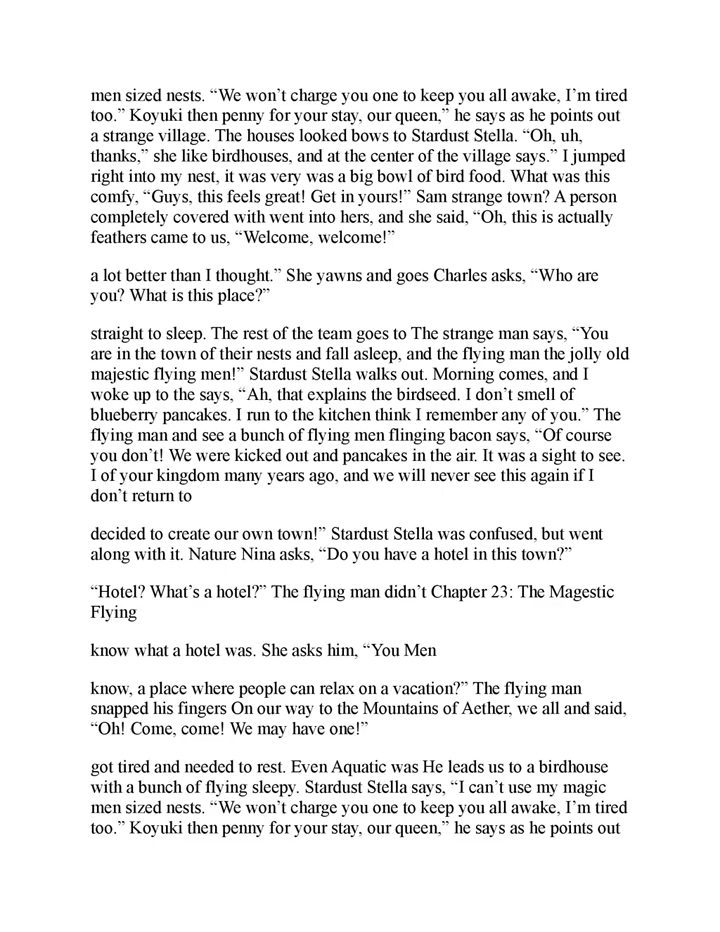 men sized nests. “We won’t charge you one to keep you all awake, I’m tired
too.” Koyuki then penny for your stay, our queen,” he says as he points out
a strange village. The houses looked bows to Stardust Stella. “Oh, uh,
thanks,” she like birdhouses, and at the center of the village says.” I jumped
right into my nest, it was very was a big bowl of bird food. What was this
comfy, “Guys, this feels great! Get in yours!” Sam strange town? A person
completely covered with went into hers, and she said, “Oh, this is actually
feathers came to us, “Welcome, welcome!”
a lot better than I thought.” She yawns and goes Charles asks, “Who are
you? What is this place?”
straight to sleep. The rest of the team goes to The strange man says, “You
are in the town of their nests and fall asleep, and the flying man the jolly old
majestic flying men!” Stardust Stella walks out. Morning comes, and I
woke up to the says, “Ah, that explains the birdseed. I don’t smell of
blueberry pancakes. I run to the kitchen think I remember any of you.” The
flying man and see a bunch of flying men flinging bacon says, “Of course
you don’t! We were kicked out and pancakes in the air. It was a sight to see.
I of your kingdom many years ago, and we will never see this again if I
don’t return to
decided to create our own town!” Stardust Stella was confused, but went
along with it. Nature Nina asks, “Do you have a hotel in this town?”
“Hotel? What’s a hotel?” The flying man didn’t Chapter 23: The Magestic
Flying
know what a hotel was. She asks him, “You Men
know, a place where people can relax on a vacation?” The flying man
snapped his fingers On our way to the Mountains of Aether, we all and said,
“Oh! Come, come! We may have one!”
got tired and needed to rest. Even Aquatic was He leads us to a birdhouse
with a bunch of flying sleepy. Stardust Stella says, “I can’t use my magic
men sized nests. “We won’t charge you one to keep you all awake, I’m tired
too.” Koyuki then penny for your stay, our queen,” he says as he points out